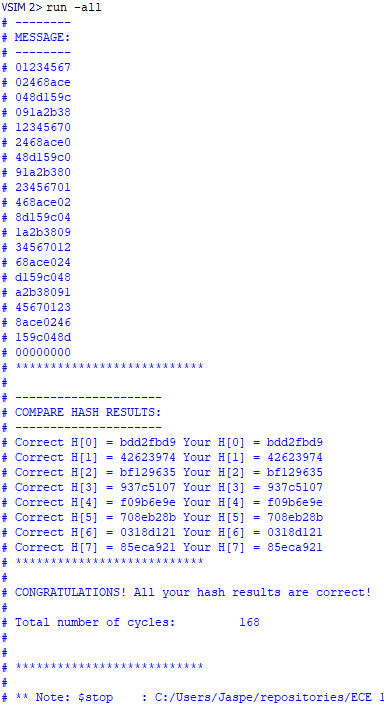 VSIM 2> run -all
# --------
# MESSAGE:
# --------
# 01234567
# 02468ace
# 048d159c
# 091a2b38
# 12345670
# 2468ace0
# 48d159c0
# 91a2b380
# 23456701
# 468ace02
# 8d159c04
# 1a2b3809
# 34567012
# 68ace024
# d159c048
# a2b38091
# 45670123
# 8ace0246
# 159c048d
# 00000000
# ***************************
#
# ---------------------
# COMPARE HASH RESULTS:
# ---------------------
# Correct H[0] = bdd2fbd9 Your H[0] = bdd2fbd9
# Correct H[1] = 42623974 Your H[1] = 42623974
# Correct H[2] = bf129635 Your H[2] = bf129635
# Correct H[3] = 937c5107 Your H[3] = 937c5107
# Correct H[4] = f09b6e9e Your H[4] = f09b6e9e
# Correct H[5] = 708eb28b Your H[5] = 708eb28b
# Correct H[6] = 0318d121 Your H[6] = 0318d121
# Correct H[7] = 85eca921 Your H[7] = 85eca921
# ***************************
#
# CONGRATULATIONS! All your hash results are correct!
#
# Total number of cycles:         168
#
#
# ***************************
#
# ** Note: $stop    : C:/Users/Jaspe/repositories/ECE 1